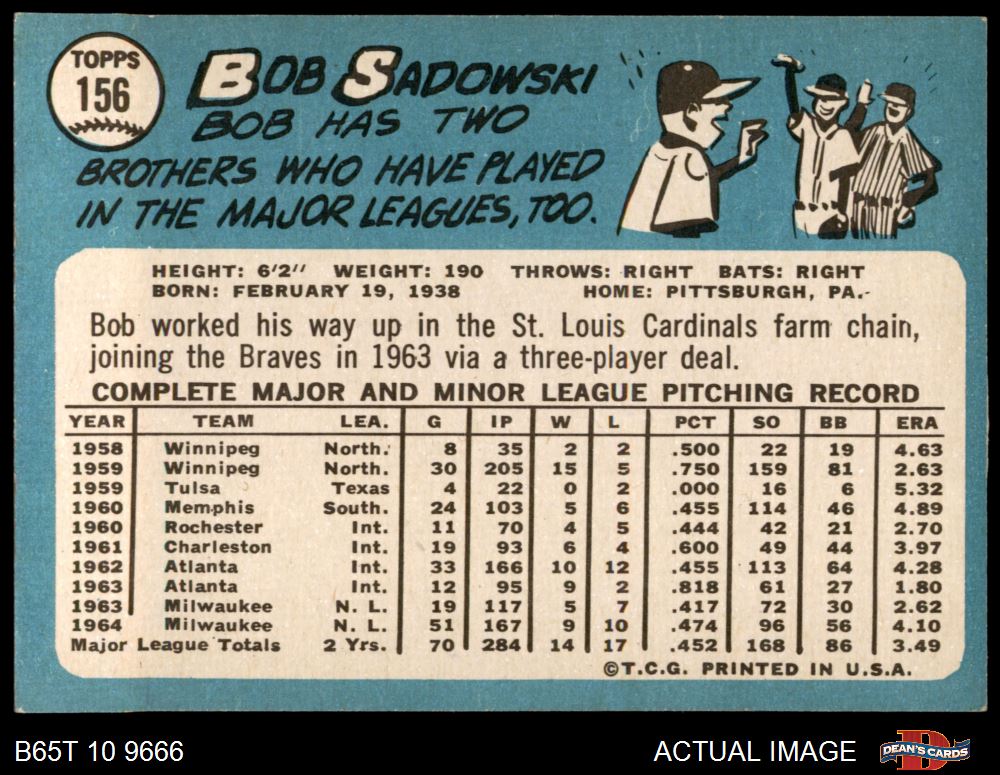 TOPPS
156
BOB SADOWSKI
BOB HAS TWO
BROTHERS WHO HAVE PLAYED
IN THE MAJOR LEAGUES, TOO.
HEIGHT: 6'2" WEIGHT: 190 THROWS: RIGHT BATS: RIGHT
BORN: FEBRUARY 19, 1938 HOME: PITTSBURGH, PA.
Bob worked his way up in the St. Louis Cardinals farm chain,
joining the Braves in 1963 via a three-player deal.
COMPLETE MAJOR AND MINOR LEAGUE PITCHING RECORD
YEAR TEAM LEA. G IP W L PCT SO BB ERA
1958 Winnipeg North. 8 35 2 2 .500 22 19 4.63
1959 Winnipeg North. 30 205 15 5 .750 159 81 2.63
1959 Tulsa Texas 4 22 0 2 .000 16 6 5.32
1960 Memphis South. 24 103 5 6 .455 114 46 4.89
1960 Rochester Int. 11 70 4 5 .444 42 21 2.70
1961 Charleston Int. 19 93 6 4 .600 49 44 3.97
1962 Atlanta Int. 33 166 10 12 .455 113 64 4.28
1963 Atlanta Int. 12 95 9 2 .818 61 27 1.80
1963 Milwaukee N. L. 19 117 5 7 .417 72 30 2.62
1964 Milwaukee N. L. 51 167 9 10 .474 96 56 4.10
Major League Totals 2 Yrs. 70 284 14 17 .452 168 86 3.49
©T.C.G. PRINTED IN U.S.A.
B65T 10 9666 ACTUAL IMAGE DEAN'S CARDS